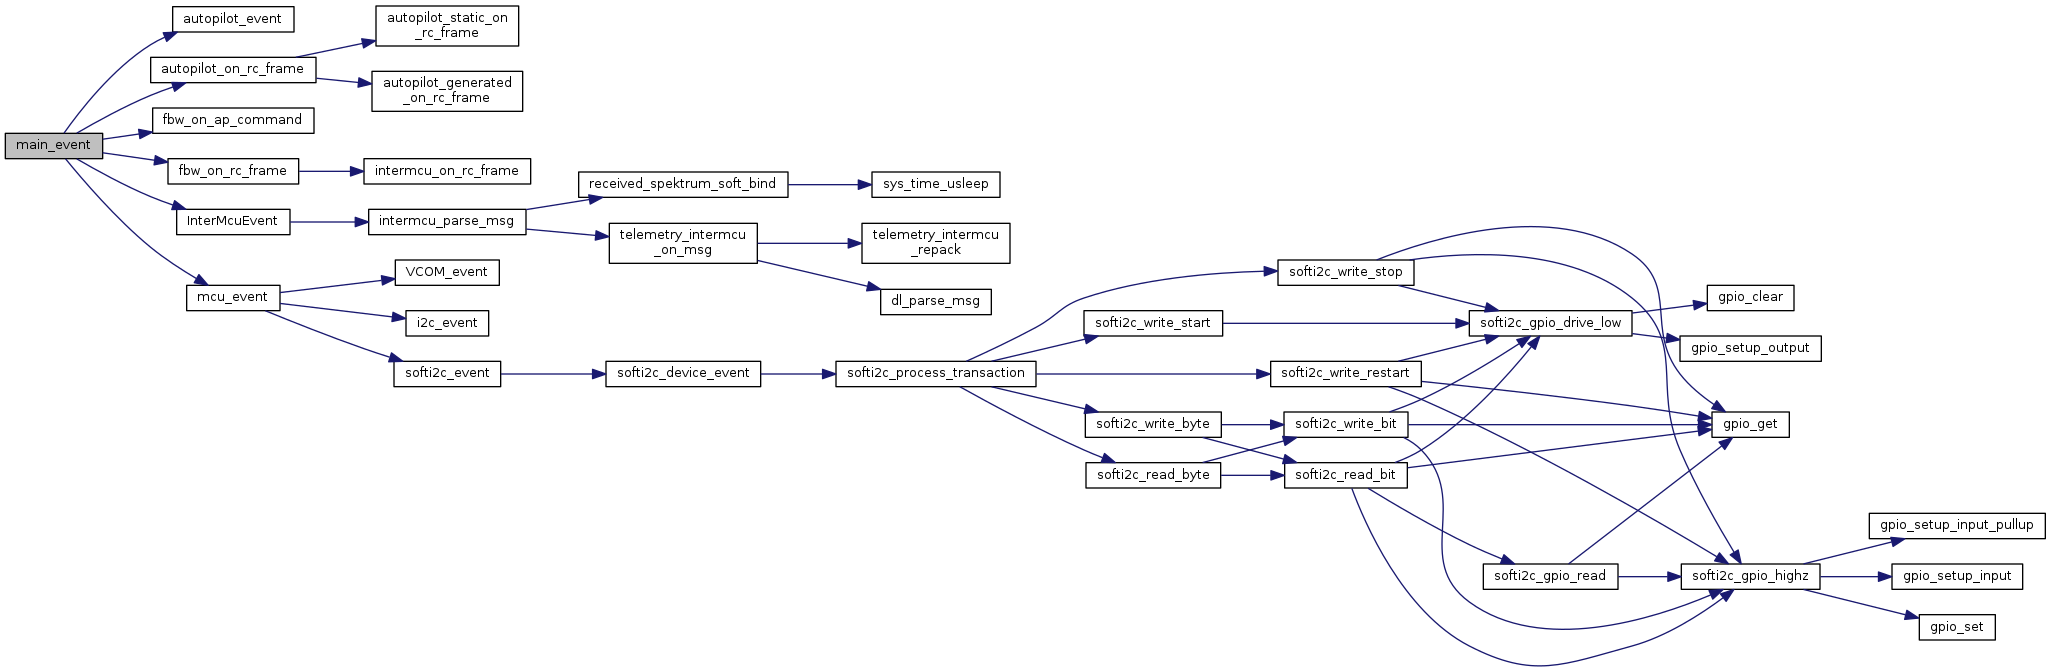 main_event
autopilot_event
autopilot_on_rc_frame
autopilot_static_on
_rc_frame
autopilot_generated
_on_rc_frame
fbw_on_ap_command
fbw_on_rc_frame
intermcu_on_rc_frame
InterMcuEvent
intermcu_parse_msg
received_spektrum_soft_bind
sys_time_usleep
telemetry_intermcu
_on_msg
telemetry_intermcu
_repack
dl_parse_msg
mcu_event
VCOM_event
i2c_event
softi2c_event
softi2c_device_event
softi2c_process_transaction
softi2c_write_stop
softi2c_write_start
softi2c_write_restart
softi2c_write_byte
softi2c_read_byte
softi2c_write_bit
softi2c_read_bit
softi2c_gpio_drive_low
gpio_clear
gpio_setup_output
gpio_get
softi2c_gpio_read
softi2c_gpio_highz
gpio_setup_input_pullup
gpio_setup_input
gpio_set